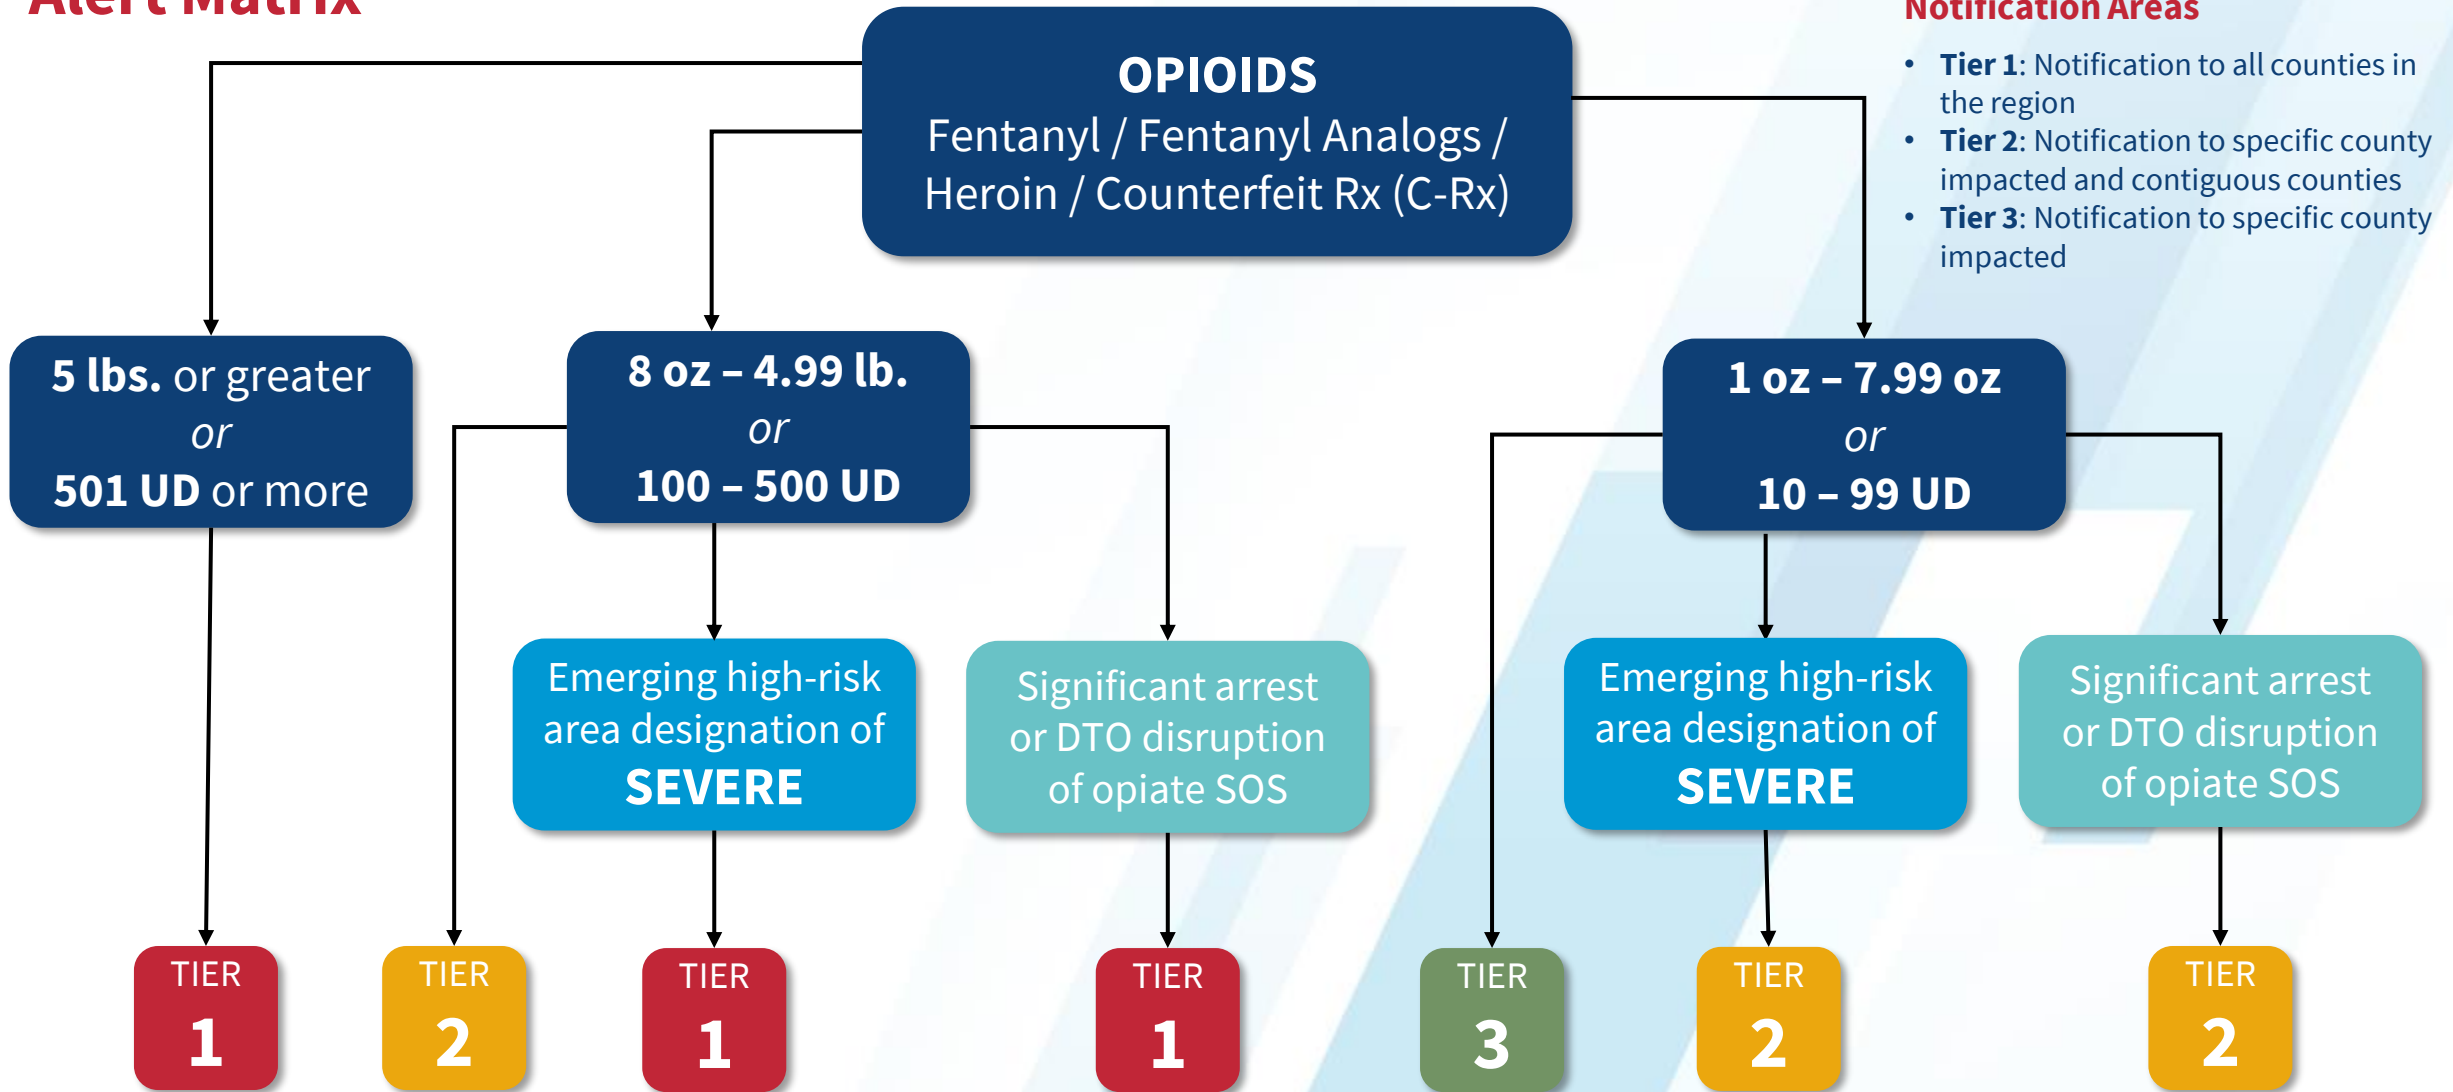 Alert Matrix
OPIOIDS
Fentanyl / Fentanyl Analogs /
Heroin / Counterfeit Rx (C-Rx)
Notification Areas
• Tier 1: Notification to all counties in
the region
• Tier 2: Notification to specific county
impacted and contiguous counties
• Tier 3: Notification to specific county
impacted
5 lbs. or greater
or
501 UD or more
8 oz – 4.99 lb.
or
100 – 500 UD
1 oz – 7.99 oz
or
10 – 99 UD
Emerging high-risk
area designation of
SEVERE
Significant arrest
or DTO disruption
of opiate SOS
Emerging high-risk
area designation of
SEVERE
Significant arrest
or DTO disruption
of opiate SOS
TIER
1
TIER
2
TIER
1
TIER
1
TIER
3
TIER
2
TIER
2